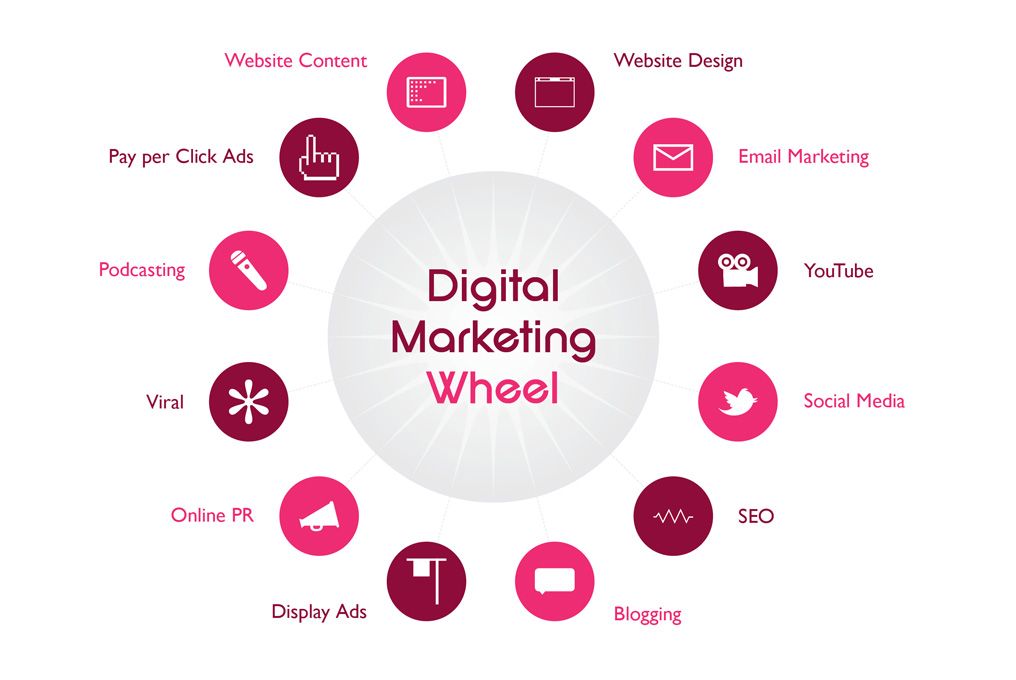 Website Content
Website Design
Pay per Click Ads
Email Marketing
Podcasting
YouTube
Digital
Marketing
Wheel
Viral
Social Media
Online PR
SEO
Display Ads
Blogging